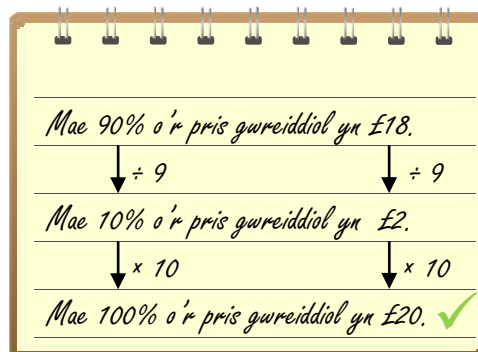 Mae 90% o'r pris gwreiddiol yn £18.
÷ 9 ÷ 9
Mae 10% o'r pris gwreiddiol yn £2.
× 10 × 10
Mae 100% o'r pris gwreiddiol yn £20.